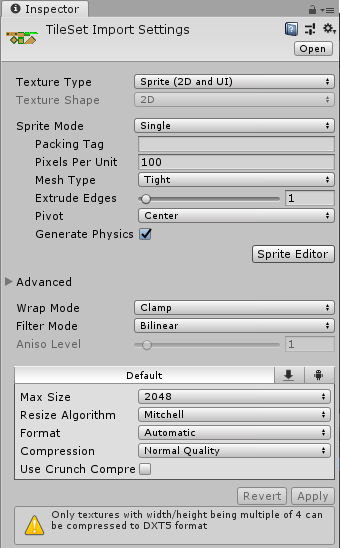 Inspector
TileSet Import Settings
Open
Texture Type Sprite (2D and UI)
Texture Shape 2D
Sprite Mode Single
Packing Tag
Pixels Per Unit 100
Mesh Type Tight
Extrude Edges 1
Pivot Center
Generate Physics
Sprite Editor
Advanced
Wrap Mode Clamp
Filter Mode Bilinear
Aniso Level 1
Default
Max Size 2048
Resize Algorithm Mitchell
Format Automatic
Compression Normal Quality
Use Crunch Compre
Revert Apply
Only textures with width/height being multiple of 4 can
be compressed to DXT5 format